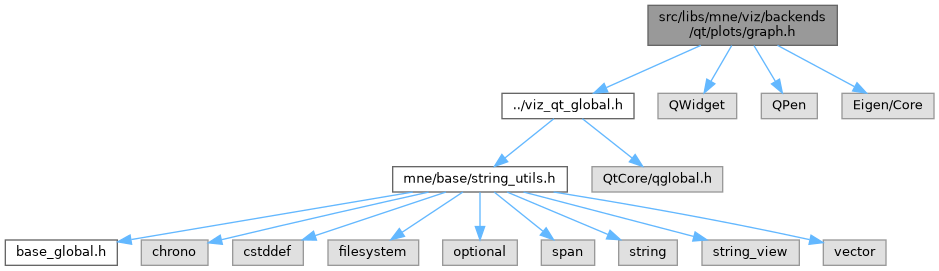 src/libs/mne/viz/backends
/qt/plots/graph.h
../viz_qt_global.h
QWidget
QPen
Eigen/Core
mne/base/string_utils.h
QtCore/qglobal.h
base_global.h
chrono
cstddef
filesystem
optional
span
string
string_view
vector